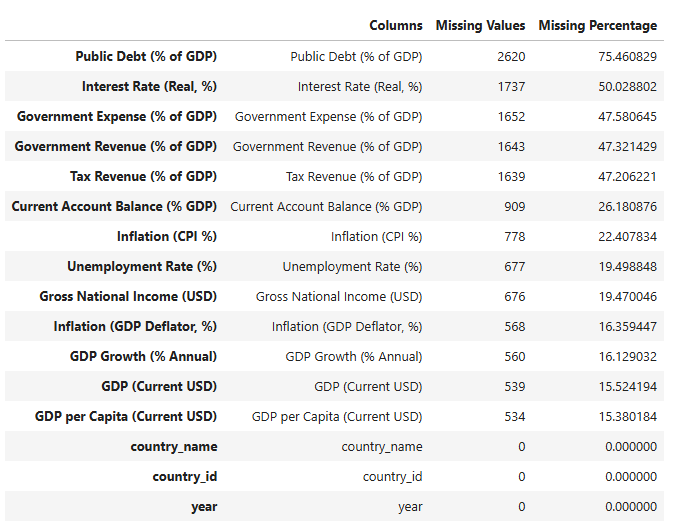 Columns Missing Values Missing Percentage
Public Debt (% of GDP) Public Debt (% of GDP) 2620 75.460829
Interest Rate (Real, %) Interest Rate (Real, %) 1737 50.028802
Government Expense (% of GDP) Government Expense (% of GDP) 1652 47.580645
Government Revenue (% of GDP) Government Revenue (% of GDP) 1643 47.321429
Tax Revenue (% of GDP) Tax Revenue (% of GDP) 1639 47.206221
Current Account Balance (% GDP) Current Account Balance (% GDP) 909 26.180876
Inflation (CPI %) Inflation (CPI %) 778 22.407834
Unemployment Rate (%) Unemployment Rate (%) 677 19.498848
Gross National Income (USD) Gross National Income (USD) 676 19.470046
Inflation (GDP Deflator, %) Inflation (GDP Deflator, %) 568 16.359447
GDP Growth (% Annual) GDP Growth (% Annual) 560 16.129032
GDP (Current USD) GDP (Current USD) 539 15.524194
GDP per Capita (Current USD) GDP per Capita (Current USD) 534 15.380184
country_name country_name 0 0.000000
country_id country_id 0 0.000000
year year 0 0.000000